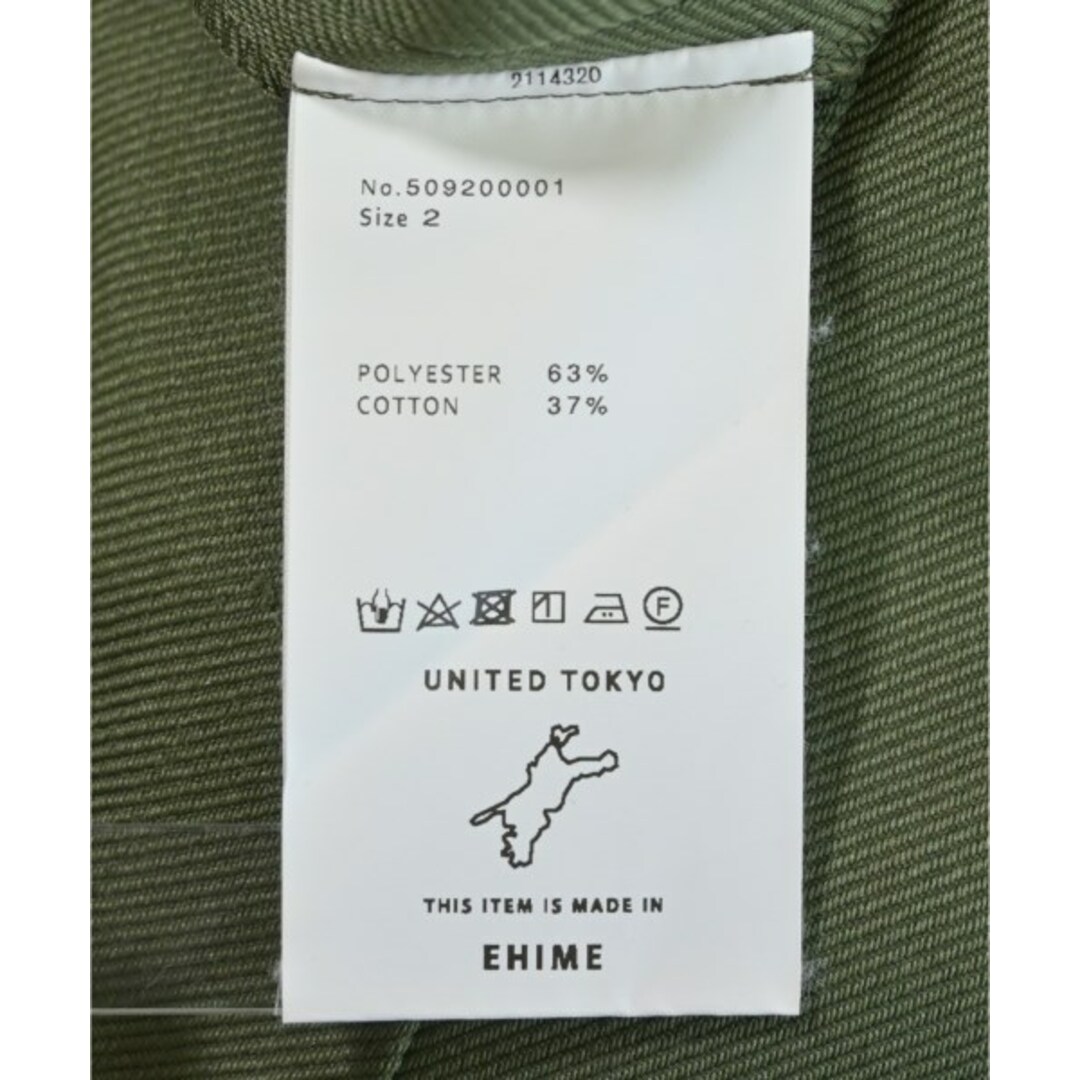 2114320
No.509200001
Size 2
POLYESTER 63%
COTTON 37%
F
UNITED TOKYO
THIS ITEM IS MADE IN
EHIME